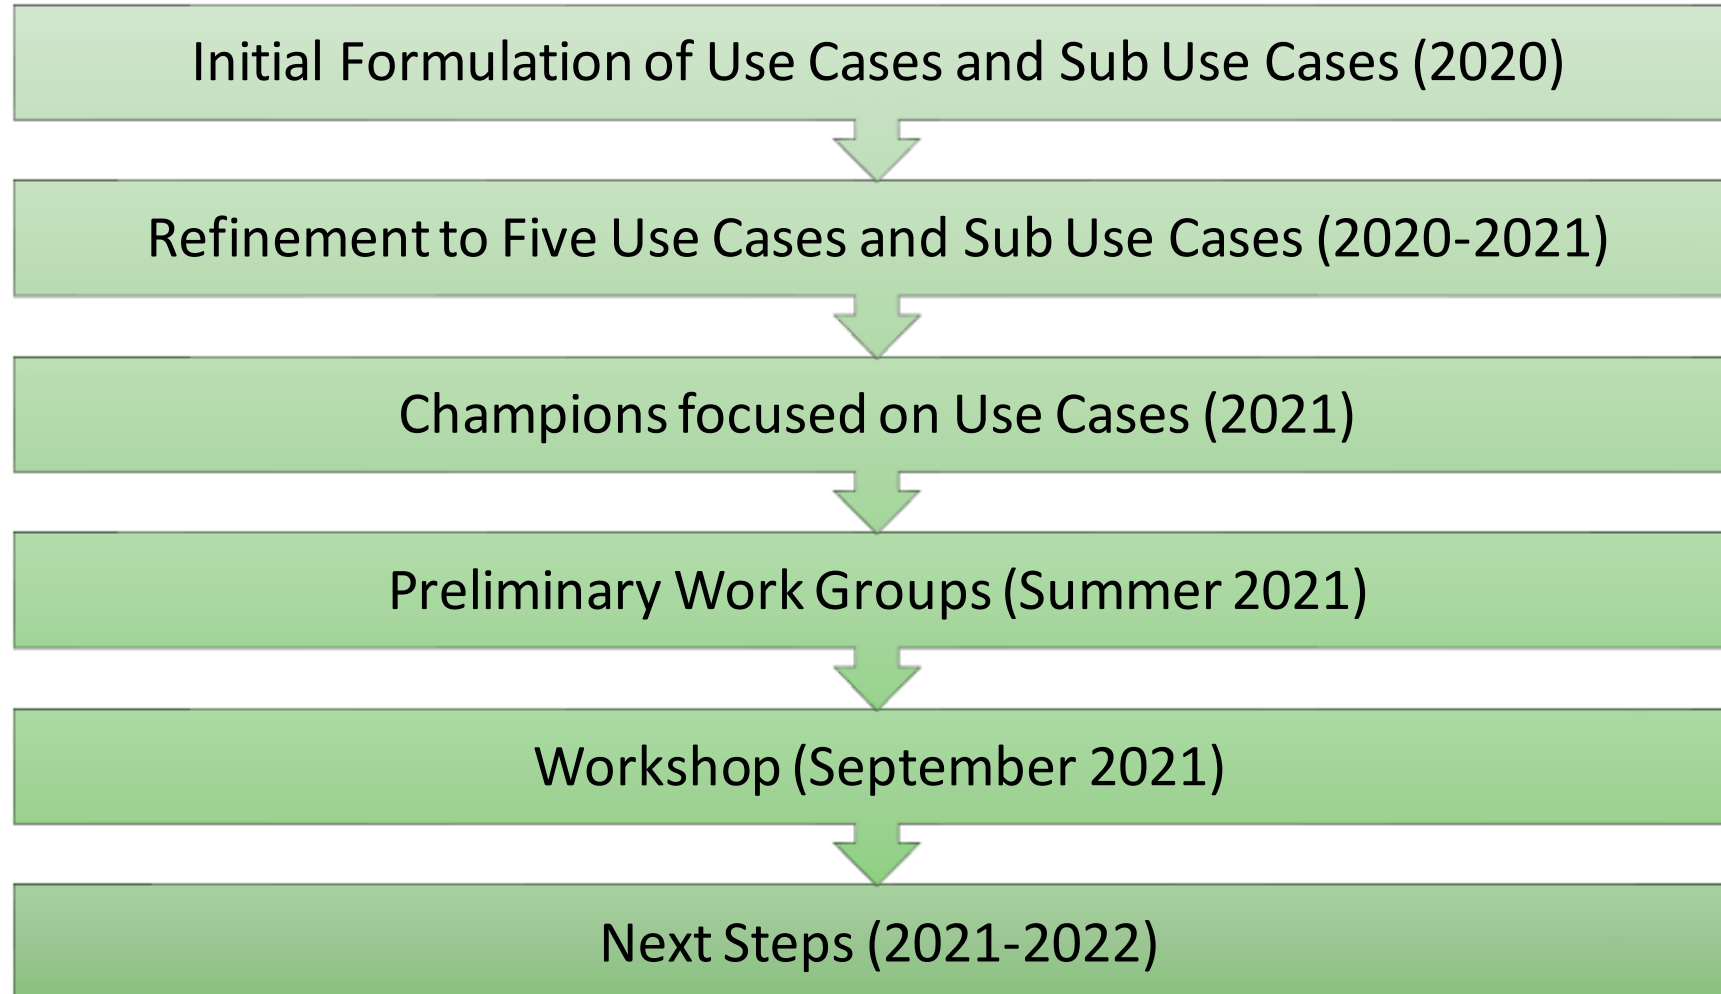 Initial Formulation of Use Cases and Sub Use Cases (2020)
Refinement to Five Use Cases and Sub Use Cases (2020-2021)
Champions focused on Use Cases (2021)
Preliminary Work Groups (Summer 2021)
Workshop (September 2021)
Next Steps (2021-2022)